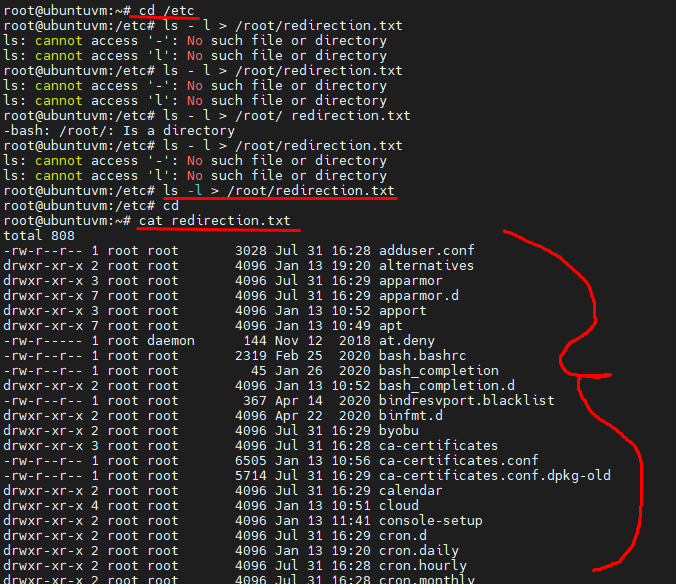 root@ubuntuvm:~# cd /etc
root@ubuntuvm:/etc# ls - l > /root/redirection.txt
ls: cannot access '-': No such file or directory
ls: cannot access 'l': No such file or directory
root@ubuntuvm:/etc# ls - l > /root/redirection.txt
ls: cannot access '-': No such file or directory
ls: cannot access 'l': No such file or directory
root@ubuntuvm:/etc# ls - l > /root/ redirection.txt
-bash: /root/: Is a directory
root@ubuntuvm:/etc# ls - l > /root/redirection.txt
ls: cannot access '-': No such file or directory
ls: cannot access 'l': No such file or directory
root@ubuntuvm:/etc# ls -l > /root/redirection.txt
root@ubuntuvm:/etc# cd
root@ubuntuvm:~# cat redirection.txt
total 808
-rw-r--r-- 1 root root       3028 Jul 31 16:28 adduser.conf
drwxr-xr-x 2 root root       4096 Jan 13 19:20 alternatives
drwxr-xr-x 3 root root       4096 Jul 31 16:29 apparmor
drwxr-xr-x 7 root root       4096 Jul 31 16:29 apparmor.d
drwxr-xr-x 3 root root       4096 Jan 13 10:52 apport
drwxr-xr-x 7 root root       4096 Jan 13 10:49 apt
-rw-r----- 1 root daemon      144 Nov 12  2018 at.deny
-rw-r--r-- 1 root root       2319 Feb 25  2020 bash.bashrc
-rw-r--r-- 1 root root         45 Jan 26  2020 bash_completion
drwxr-xr-x 2 root root       4096 Jan 13 10:52 bash_completion.d
-rw-r--r-- 1 root root        367 Apr 14  2020 bindresvport.blacklist
drwxr-xr-x 2 root root       4096 Apr 22  2020 binfmt.d
drwxr-xr-x 2 root root       4096 Jul 31 16:29 byobu
drwxr-xr-x 3 root root       4096 Jul 31 16:28 ca-certificates
-rw-r--r-- 1 root root       6505 Jan 13 10:56 ca-certificates.conf
-rw-r--r-- 1 root root       5714 Jul 31 16:29 ca-certificates.conf.dpkg-old
drwxr-xr-x 2 root root       4096 Jul 31 16:29 calendar
drwxr-xr-x 4 root root       4096 Jan 13 10:51 cloud
drwxr-xr-x 2 root root       4096 Jan 13 11:41 console-setup
drwxr-xr-x 2 root root       4096 Jul 31 16:29 cron.d
drwxr-xr-x 2 root root       4096 Jan 13 19:20 cron.daily
drwxr-xr-x 2 root root       4096 Jul 31 16:28 cron.hourly
drwxr-xr-x 2 root root       4096 Jul 31 16:28 cron.monthly